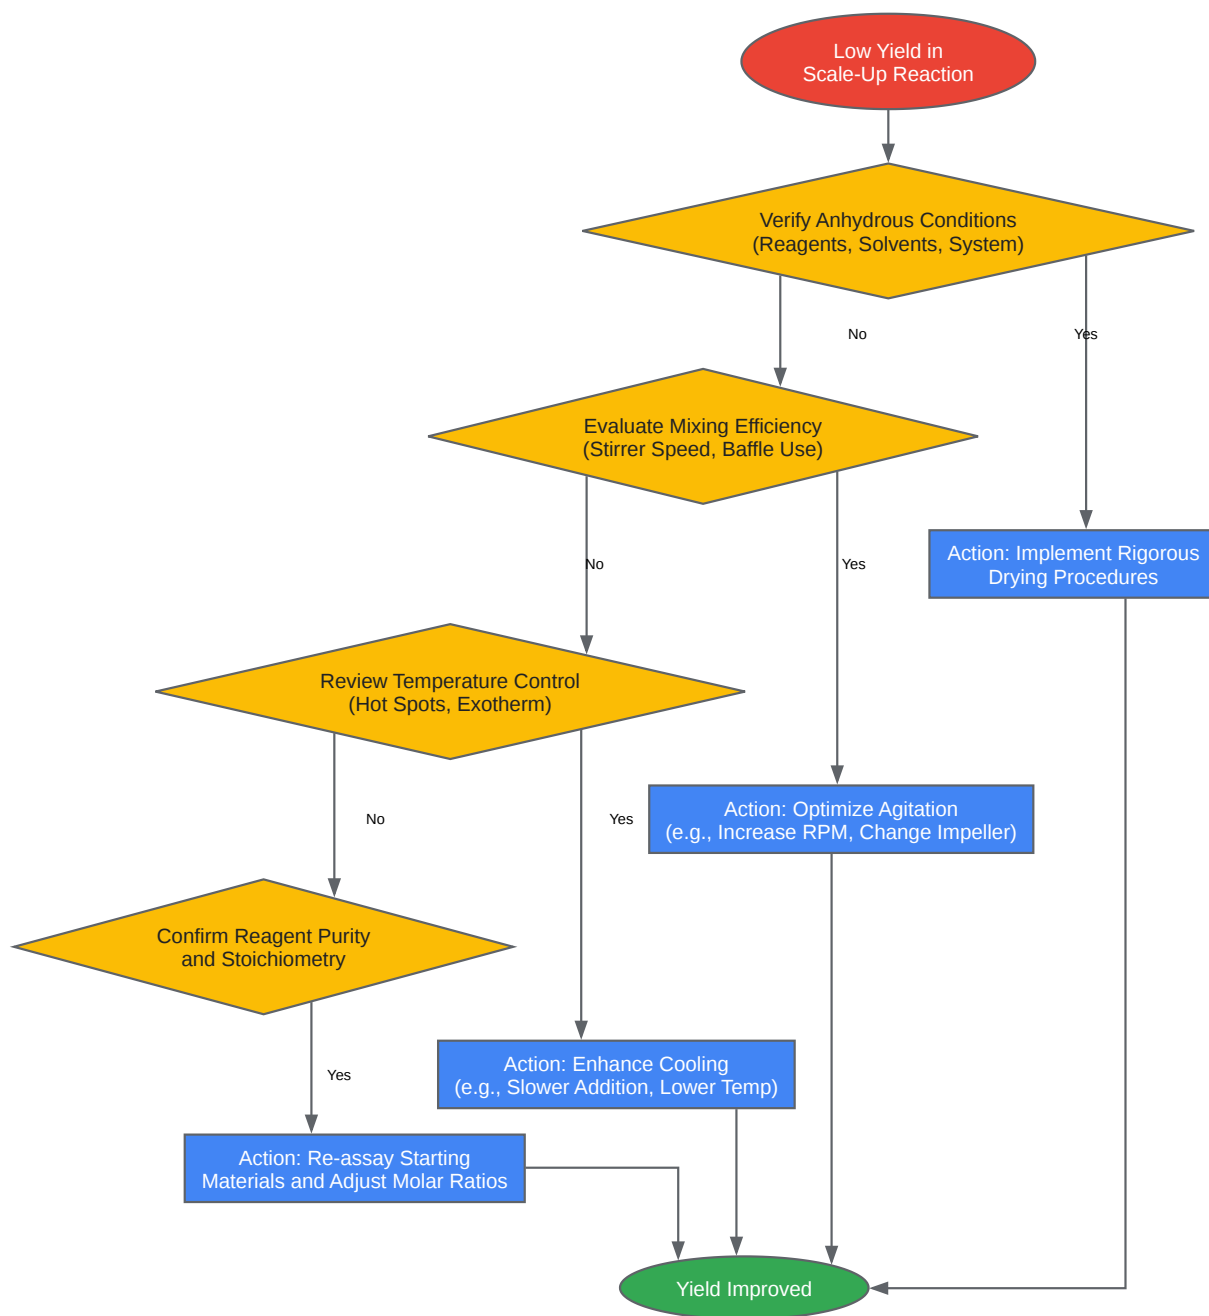 Low Yield in
Scale-Up Reaction
Verify Anhydrous Conditions
(Reagents, Solvents, System)
No
Yes
Evaluate Mixing Efficiency
(Stirrer Speed, Baffle Use)
No
Yes
Action: Implement Rigorous
Drying Procedures
Review Temperature Control
(Hot Spots, Exotherm)
No
Yes
Action: Optimize Agitation
(e.g., Increase RPM, Change Impeller)
Confirm Reagent Purity
and Stoichiometry
Yes
Action: Enhance Cooling
(e.g., Slower Addition, Lower Temp)
Action: Re-assay Starting
Materials and Adjust Molar Ratios
Yield Improved